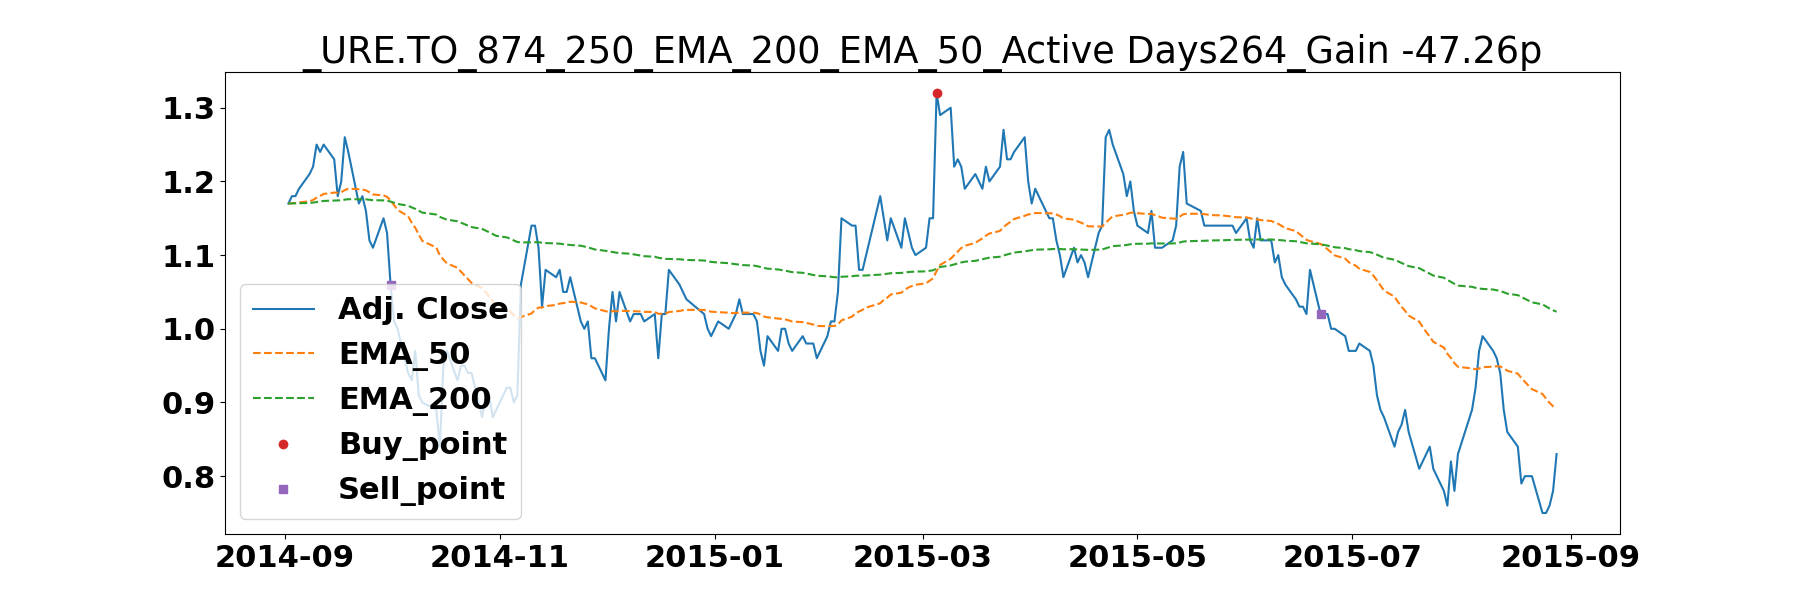 _URE.TO_874_250_EMA_200_EMA_50_Active Days264_Gain -47.26p
1.3
1.2
1.1
1.0
0.9
0.8
Adj. Close
EMA_50
EMA_200
Buy_point
Sell_point
2014-09 2014-11 2015-01 2015-03 2015-05 2015-07 2015-09